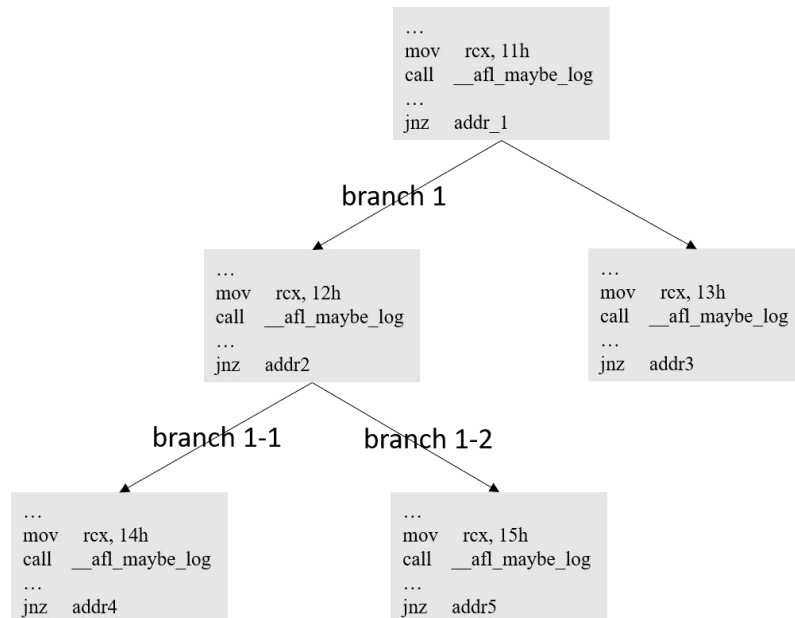 ...
mov rcx, 11h
call __afl_maybe_log
...
jnz addr_1
branch 1
...
mov rcx, 12h
call __afl_maybe_log
...
jnz addr2
...
mov rcx, 13h
call __afl_maybe_log
...
jnz addr3
branch 1-1
branch 1-2
...
mov rcx, 14h
call __afl_maybe_log
...
jnz addr4
...
mov rcx, 15h
call __afl_maybe_log
...
jnz addr5